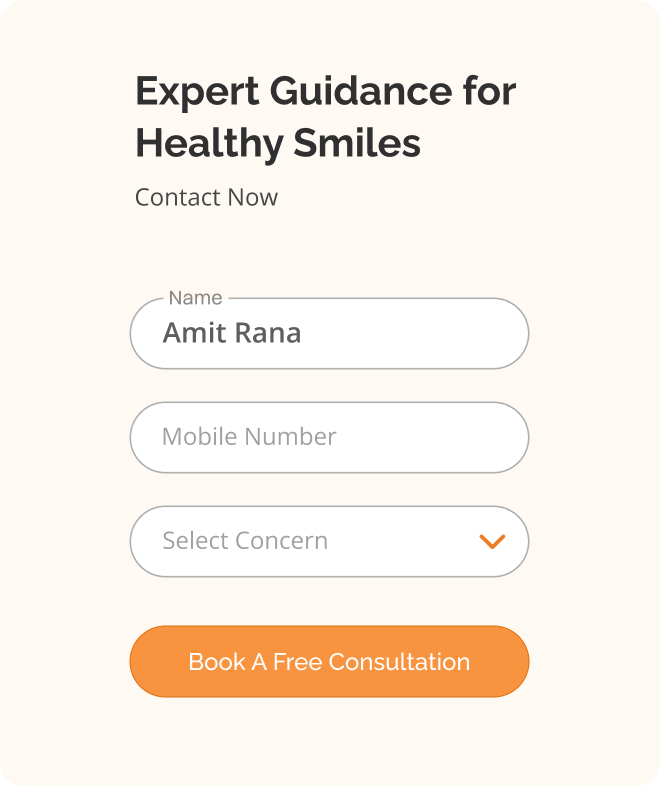 Expert Guidance for
Healthy Smiles
Contact Now
Name
Amit Rana
Mobile Number
Select Concern
Book A Free Consultation